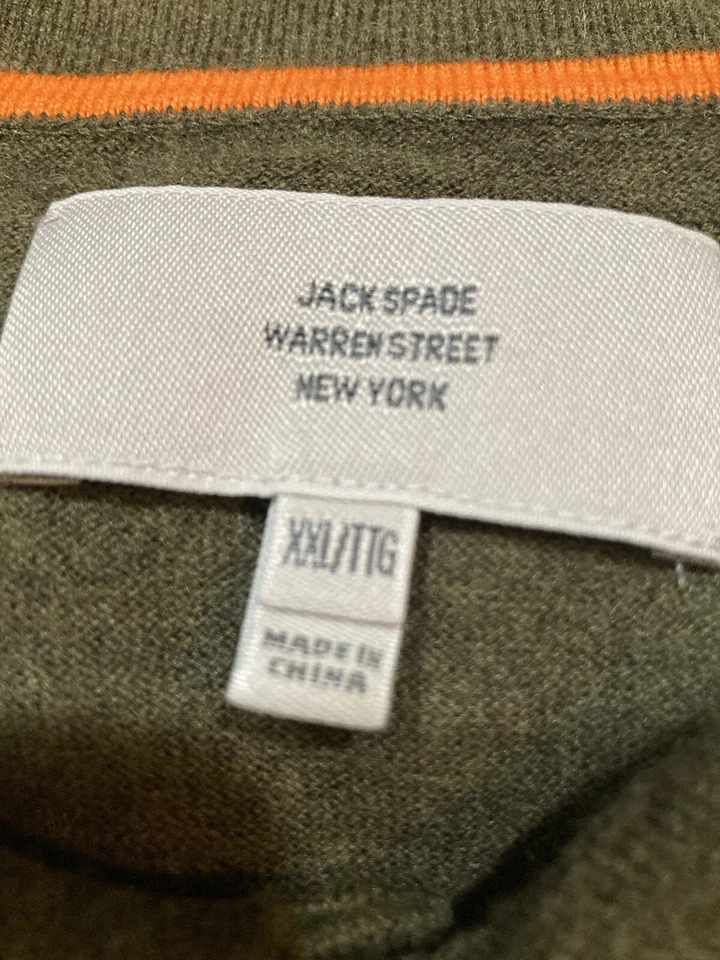 JACK SPADE
WARREN STREET
NEW YORK
XXL/TTG
MADE IN
CHINA